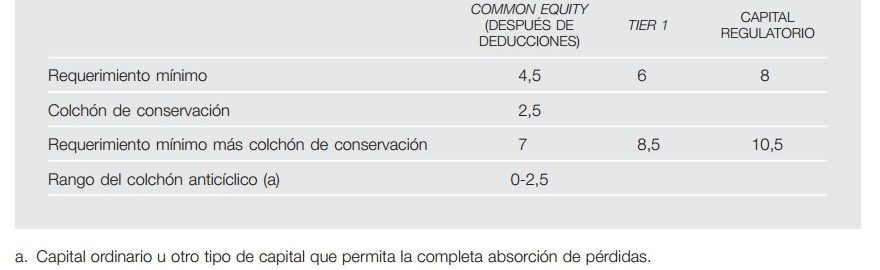 COMMON EQUITY
(DESPUÉS DE
DEDUCCIONES)
TIER 1
CAPITAL
REGULATORIO
Requerimiento mínimo 4,5 6 8
Colchón de conservación 2,5
Requerimiento mínimo más colchón de conservación 7 8,5 10,5
Rango del colchón anticíclico (a) 0-2,5
a. Capital ordinario u otro tipo de capital que permita la completa absorción de pérdidas.